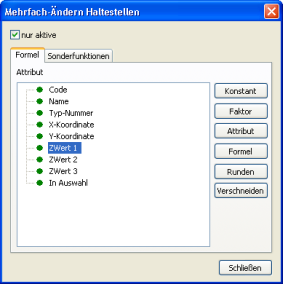 Mehrfach-Ändern Haltestellen
nur aktive
Formel Sonderfunktionen
Attribut
Code
Name
Typ-Nummer
X-Koordinate
Y-Koordinate
ZWert 1
ZWert 2
ZWert 3
In Auswahl
Konstant
Faktor
Attribut
Formel
Runden
Verschneiden
Schließen